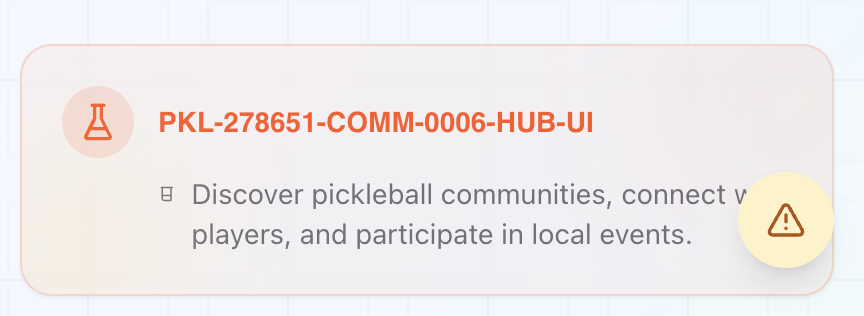 PKL-278651-COMM-0006-HUB-UI
Discover pickleball communities, connect
players, and participate in local events.